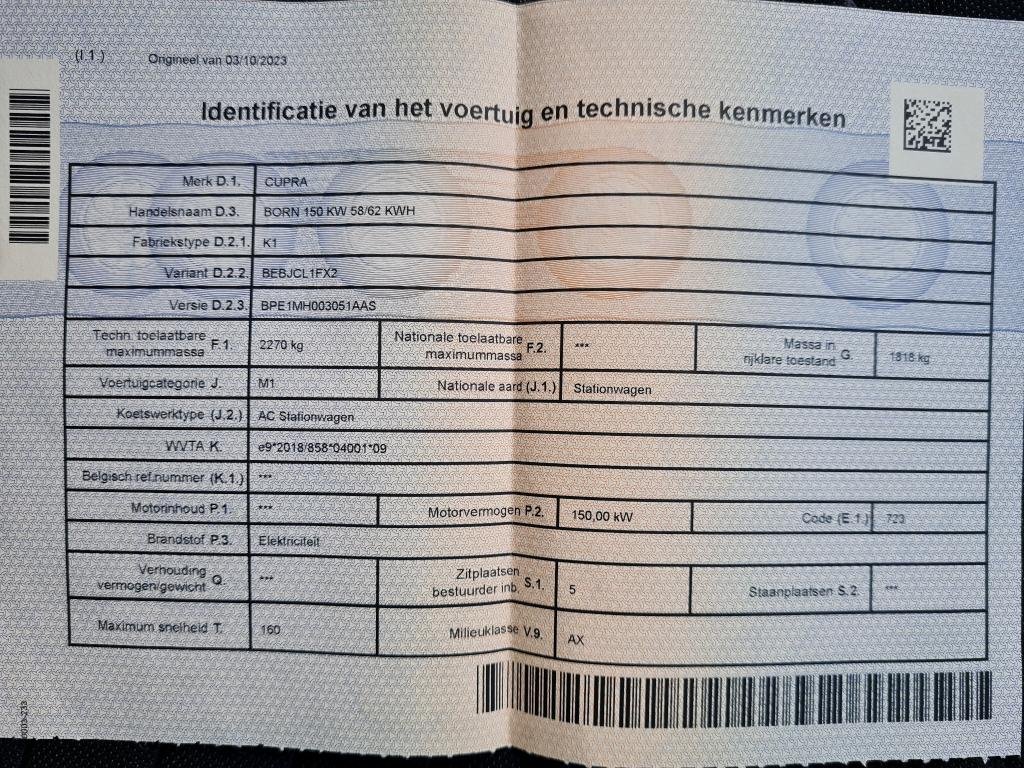 (I.1.) Origineel van 03/10/2023
Identificatie van het voertuig en technische kenmerken
Merk D.1. CUPRA
Handelsnaam D.3. BORN 150 KW 58/62 KWH
Fabriekstype D.2.1. K1
Variant D.2.2. BEBJCL1FX2
Versie D.2.3. BPE1MH003051AAS
Techn. toelaatbare maximummassa F.1. 2270 kg Nationale toelaatbare maximummassa F.2. *** Massa in rijklare toestand G. 1818 kg
Voertuigcategorie J. M1 Nationale aard (J.1.) Stationwagen
Koetswerktype (J.2.) AC Stationwagen
WVTA K. e9*2018/858*04001*09
Belgisch ref.nummer (K.1.) ***
Motorinhoud P.1. *** Motorvermogen P.2. 150,00 kW Code (E.1.) 723
Brandstof P.3. Elektriciteit
Verhouding vermogen/gewicht Q. *** Zitplaatsen bestuurder inb. S.1. 5 Staanplaatsen S.2. ***
Maximum snelheid T. 160 Milieuklasse V.9. AX